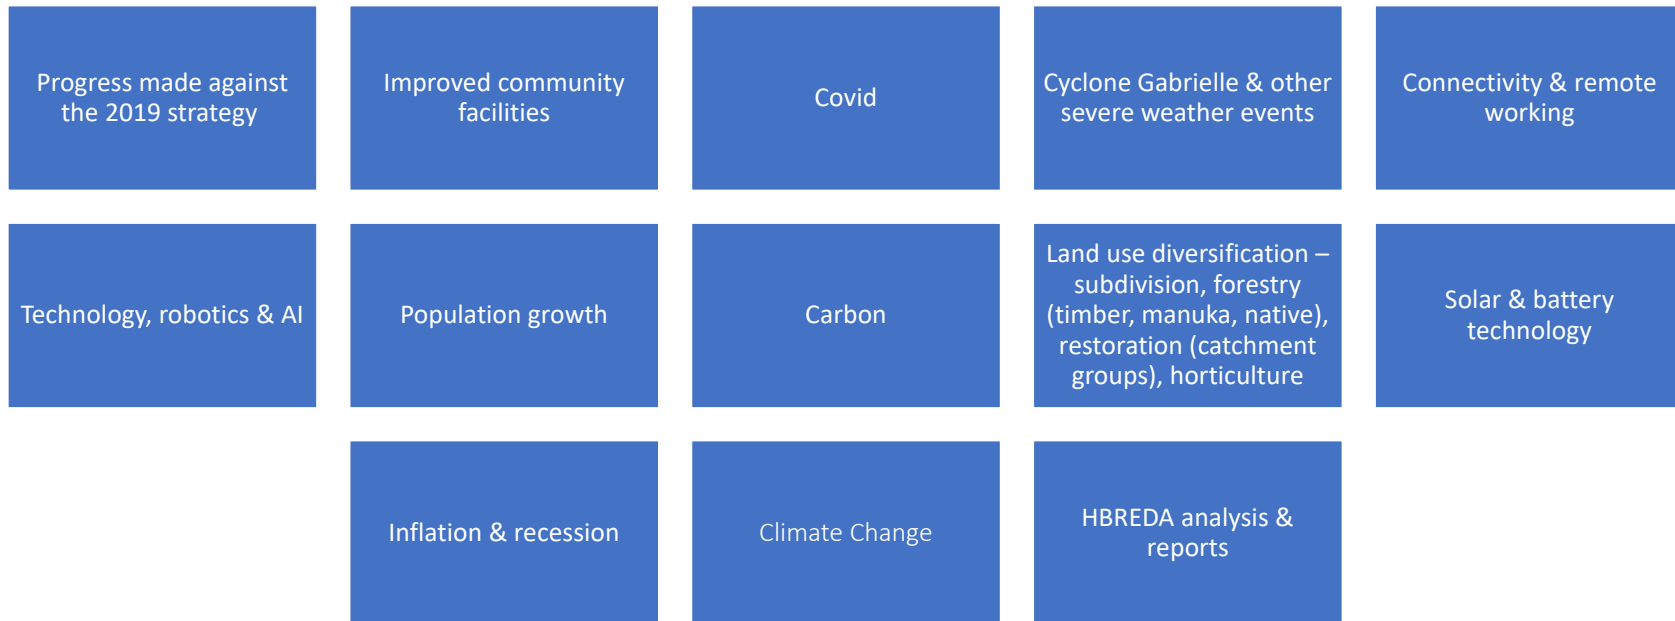 Progress made against
the 2019 strategy
Improved community
facilities
Covid
Cyclone Gabrielle & other
severe weather events
Connectivity & remote
working
Technology, robotics & AI
Population growth
Carbon
Land use diversification –
subdivision, forestry
(timber, manuka, native),
restoration (catchment
groups), horticulture
Solar & battery
technology
Inflation & recession
Climate Change
HBREDA analysis &
reports